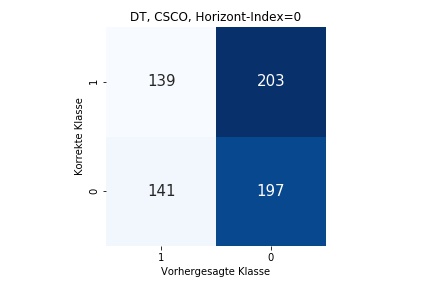 DT, CSCO, Horizont-Index=0
Korrekte Klasse
1
139
203
0
141
197
1
0
Vorhergesagte Klasse